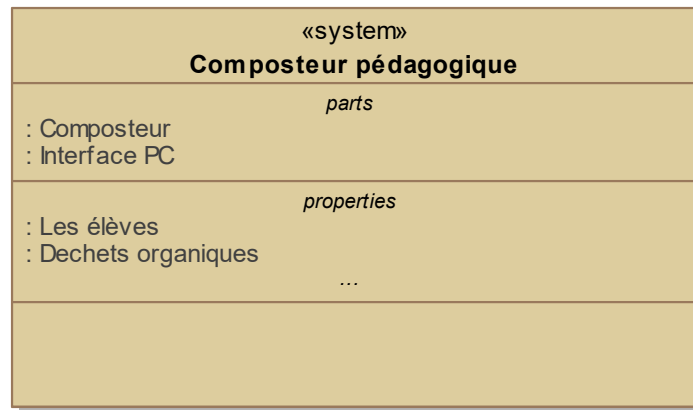 «system»
Composteur pédagogique
parts
: Composteur
: Interface PC
properties
: Les élèves
: Dechets organiques
...